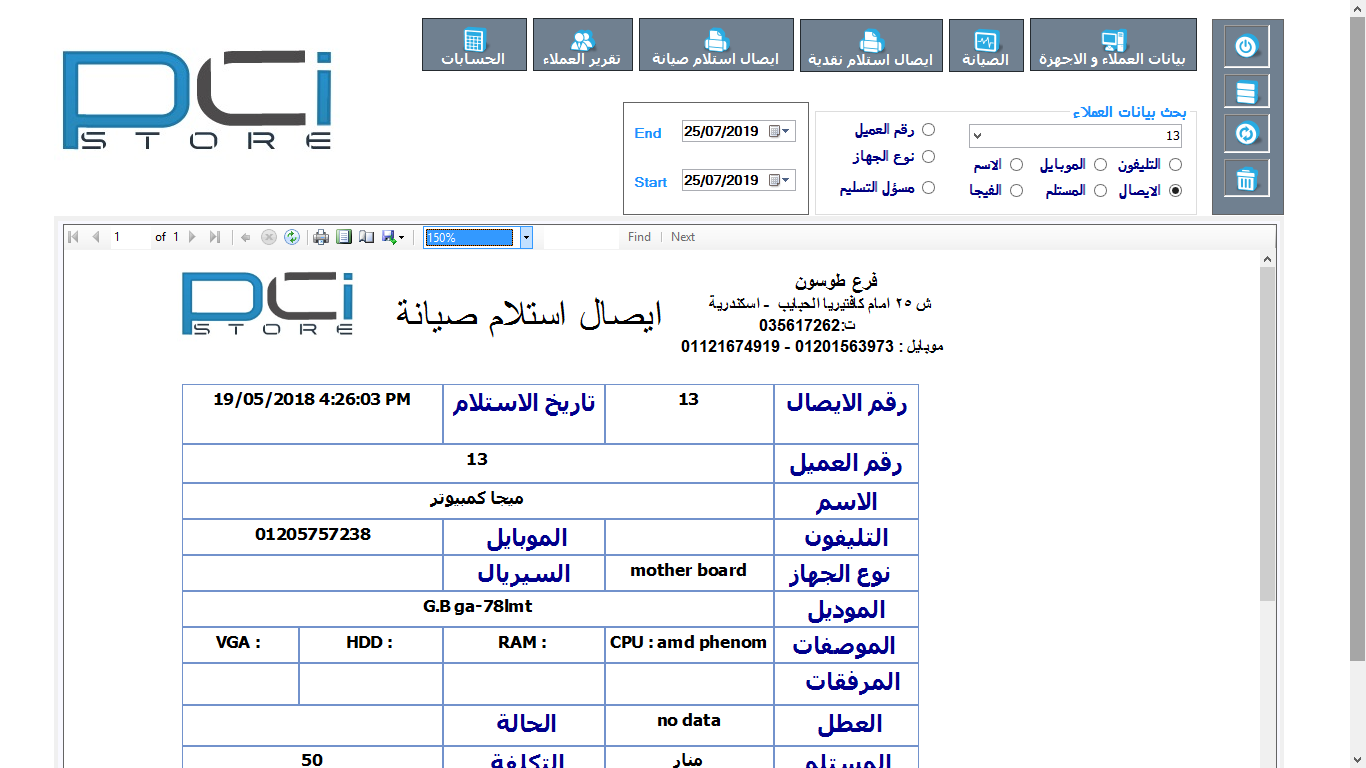 PCi
STORE
بيانات العملاء و الاجهزة
الصيانة
ايصال استلام نقدية
ايصال استلام صيانة
تقرير العملاء
الحسابات
بحث بيانات العملاء
13
التليفون
الموبايل
الاسم
الايصال
المستلم
الفيجا
رقم العميل
نوع الجهاز
مسؤل التسليم
End 25/07/2019
Start 25/07/2019
1 of 1 150% Find | Next
PCi
STORE
ايصال استلام صيانة
فرع طوسون
ش ٢٥ امام كافتيريا الحبايب - اسكندرية
ت:035617262
موبايل : 01201563973 - 01121674919
رقم الايصال 13 تاريخ الاستلام 19/05/2018 4:26:03 PM
رقم العميل 13
الاسم ميجا كمبيوتر
التليفون الموبايل 01205757238
نوع الجهاز mother board السيريال
الموديل G.B ga-78lmt
الموصفات CPU : amd phenom RAM : HDD : VGA :
المرفقات
العطل no data الحالة
المستلم منار التكلفة 50